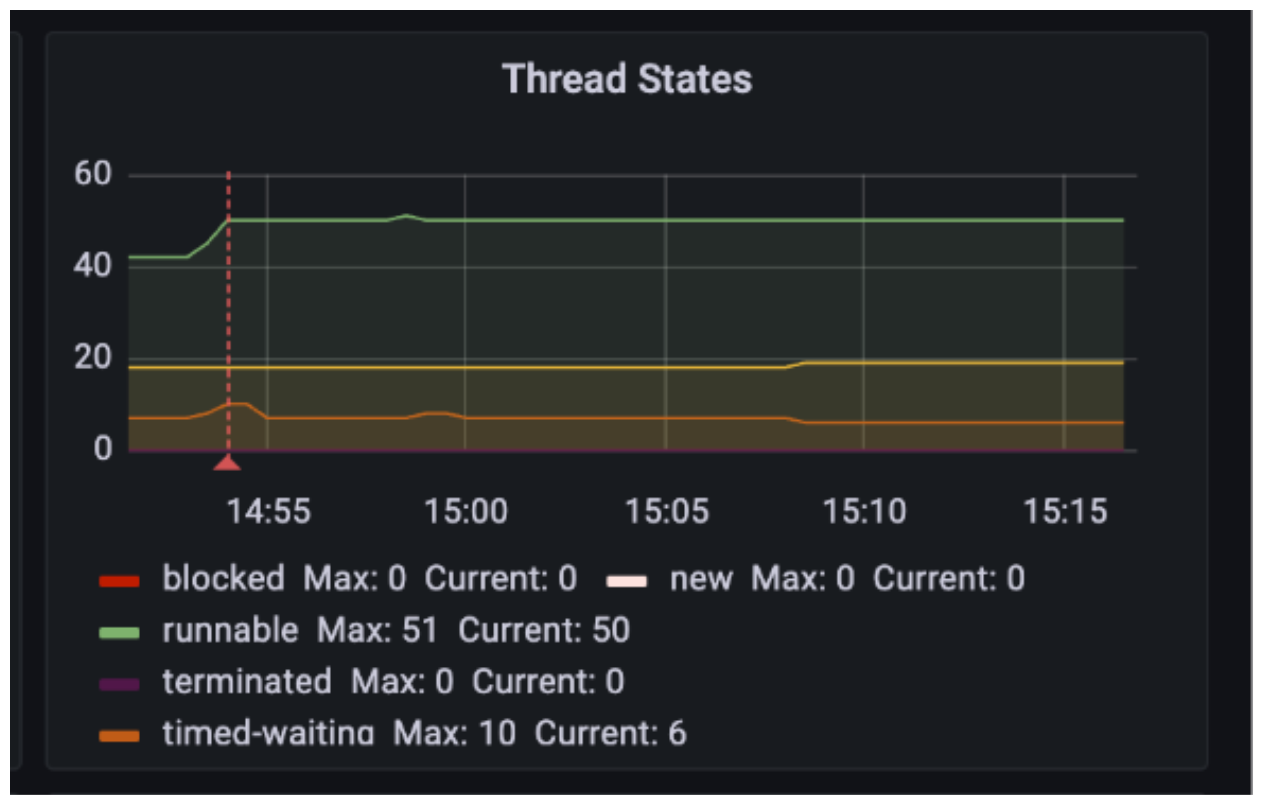 Thread States
60
40
20
0
14:55 15:00 15:05 15:10 15:15
blocked Max: 0 Current: 0 new Max: 0 Current: 0
runnable Max: 51 Current: 50
terminated Max: 0 Current: 0
timed-waiting Max: 10 Current: 6